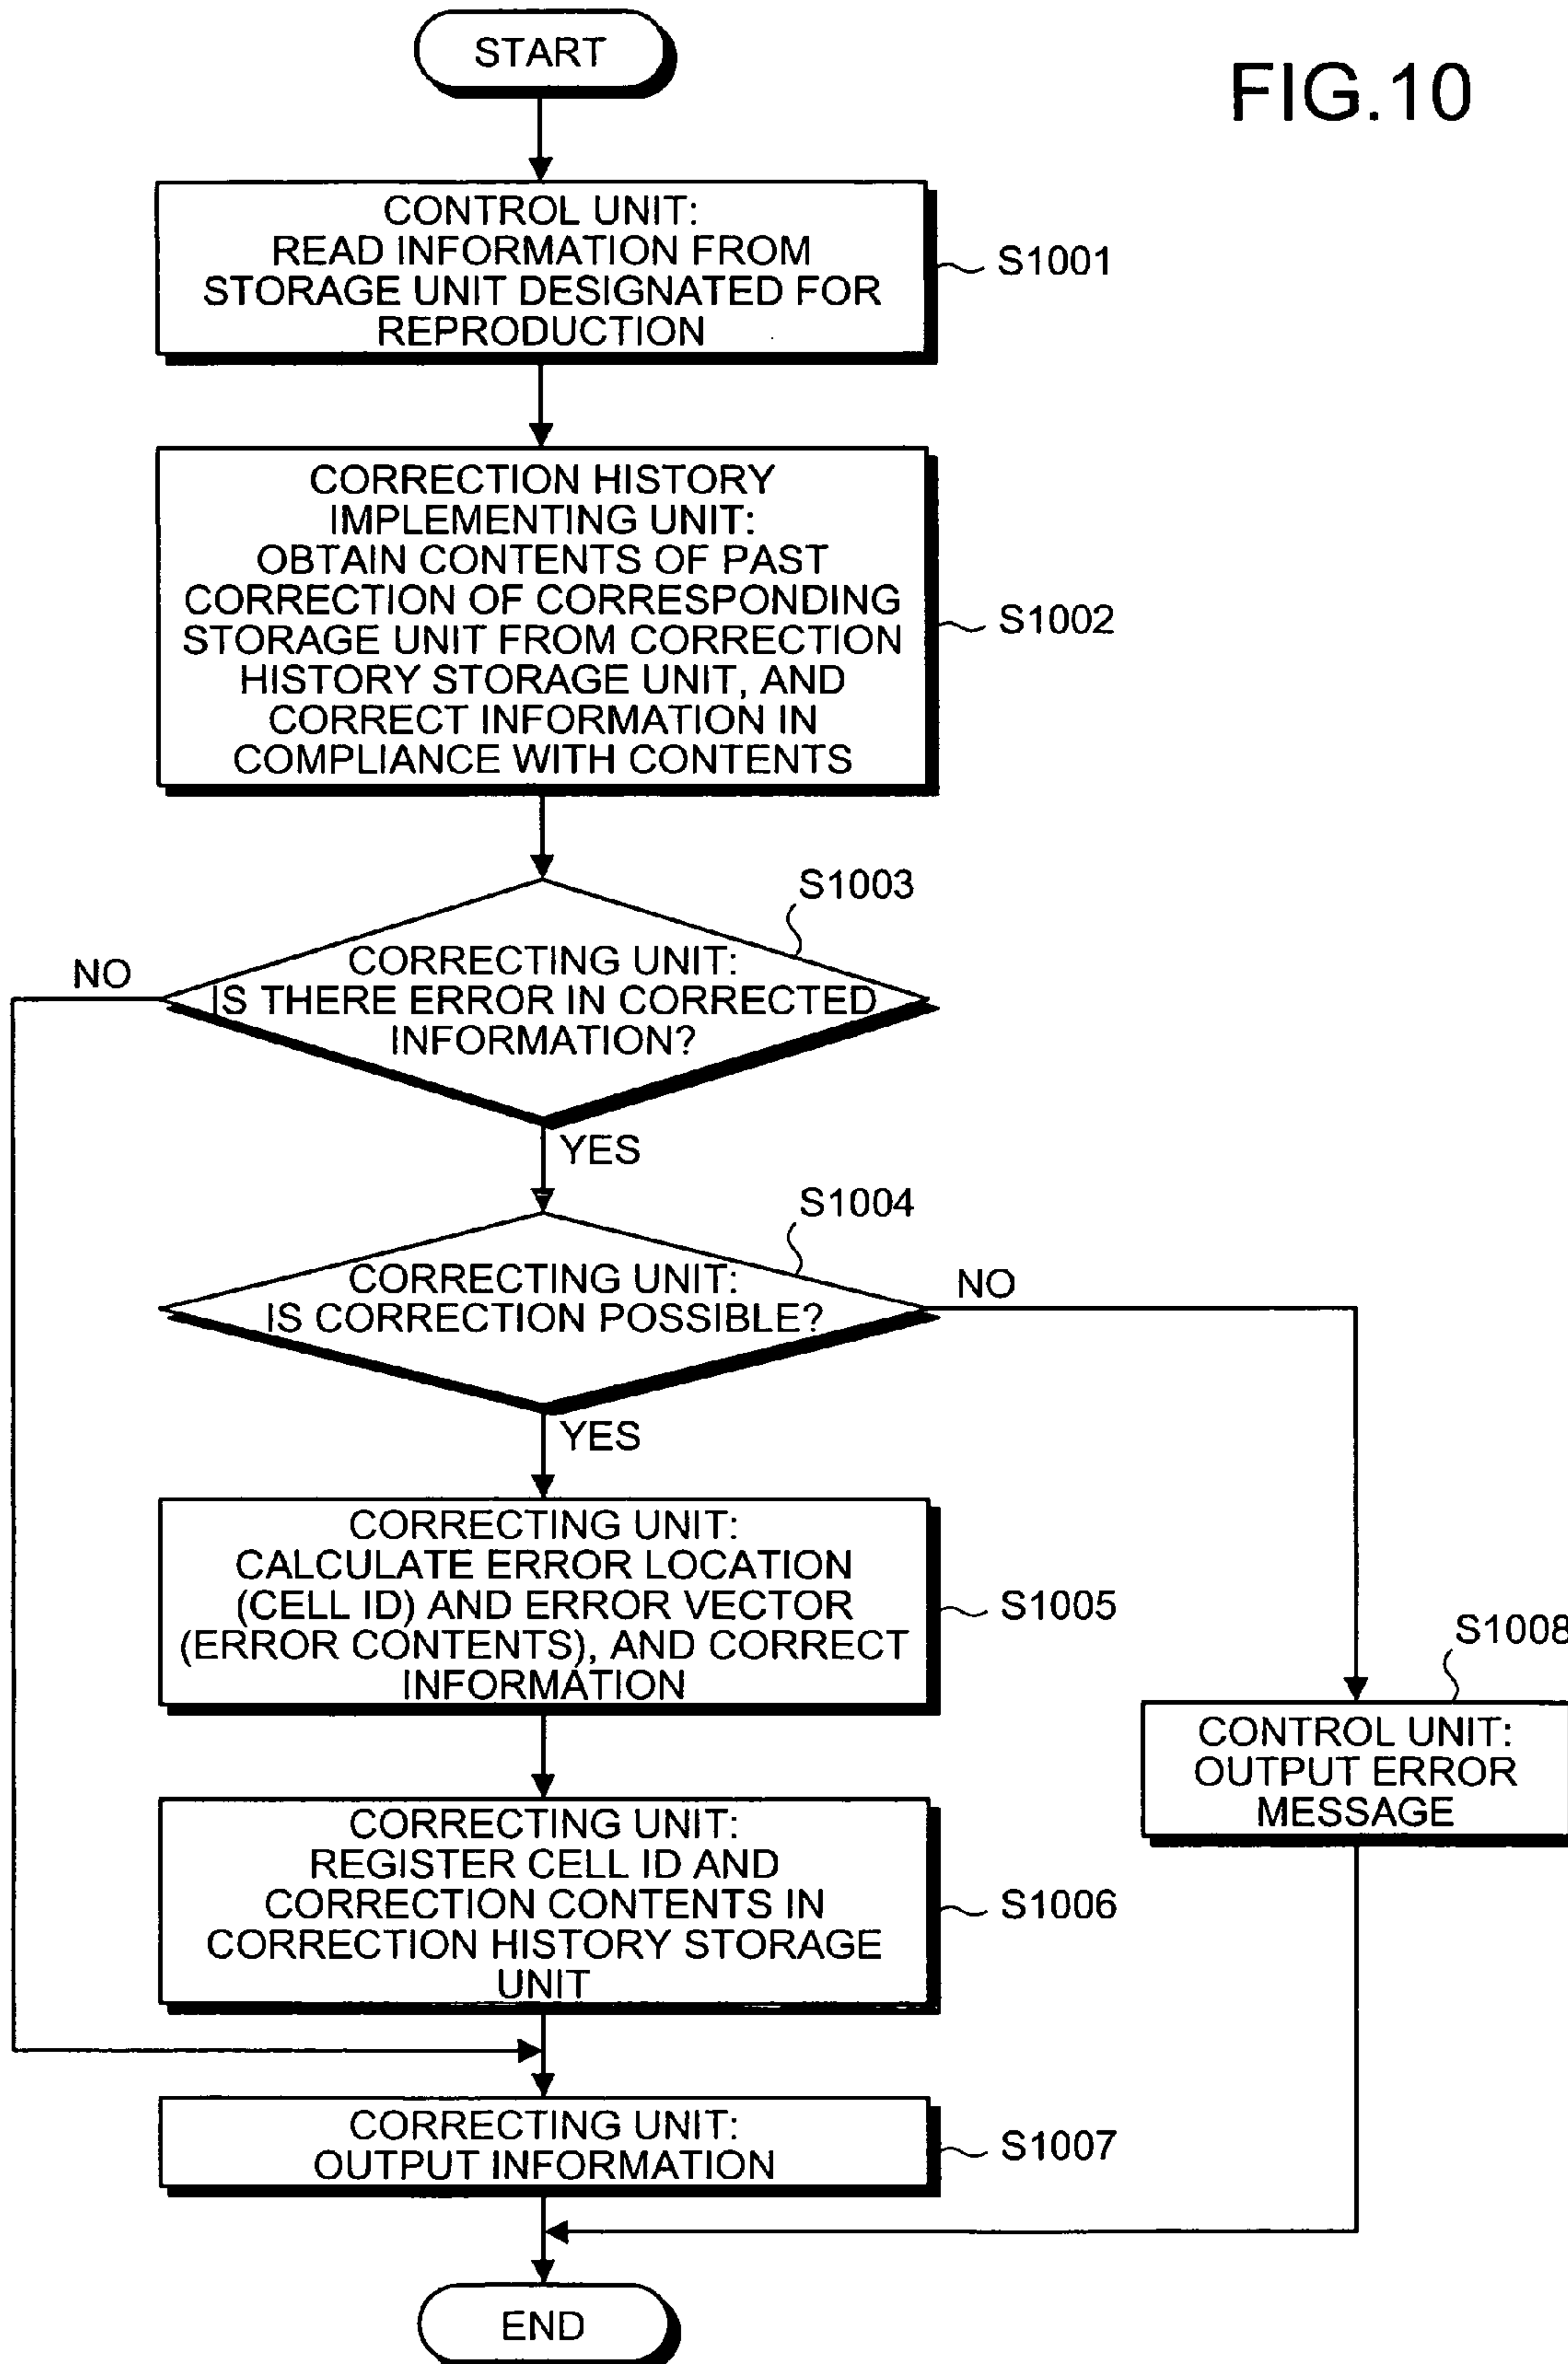 START
FIG.10
CONTROL UNIT:
READ INFORMATION FROM
STORAGE UNIT DESIGNATED FOR
REPRODUCTION
S1001
CORRECTION HISTORY
IMPLEMENTING UNIT:
OBTAIN CONTENTS OF PAST
CORRECTION OF CORRESPONDING
STORAGE UNIT FROM CORRECTION
HISTORY STORAGE UNIT, AND
CORRECT INFORMATION IN
COMPLIANCE WITH CONTENTS
S1002
S1003
CORRECTING UNIT:
IS THERE ERROR IN CORRECTED
INFORMATION?
NO
YES
S1004
CORRECTING UNIT:
IS CORRECTION POSSIBLE?
NO
YES
CORRECTING UNIT:
CALCULATE ERROR LOCATION
(CELL ID) AND ERROR VECTOR
(ERROR CONTENTS), AND CORRECT
INFORMATION
S1005
S1008
CONTROL UNIT:
OUTPUT ERROR
MESSAGE
CORRECTING UNIT:
REGISTER CELL ID AND
CORRECTION CONTENTS IN
CORRECTION HISTORY STORAGE
UNIT
S1006
CORRECTING UNIT:
OUTPUT INFORMATION
S1007
END